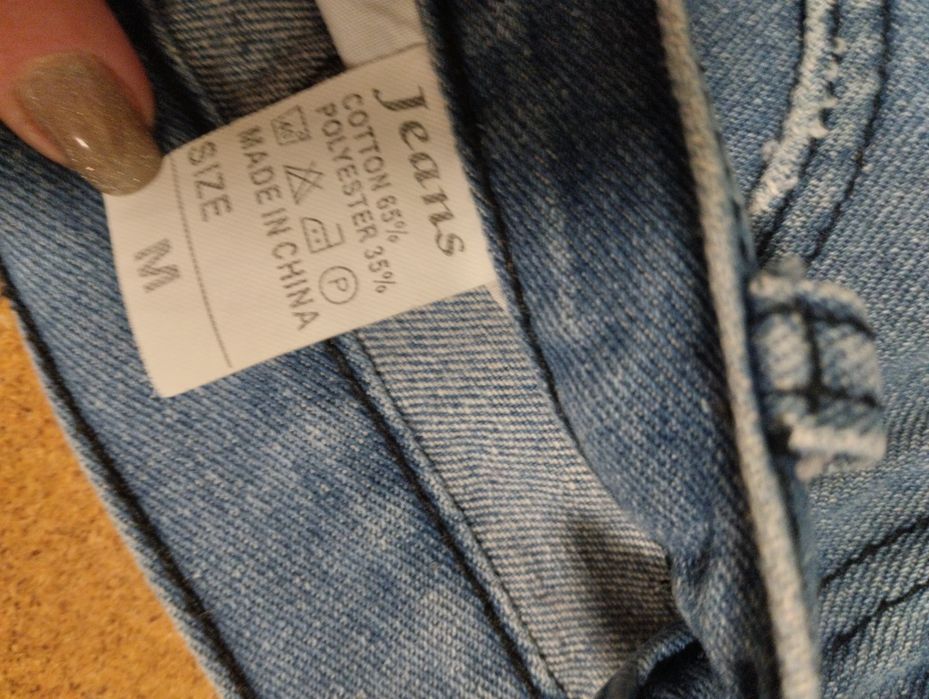 Jeans
COTTON 65%
POLYESTER 35%
P
MADE IN CHINA
SIZE
M